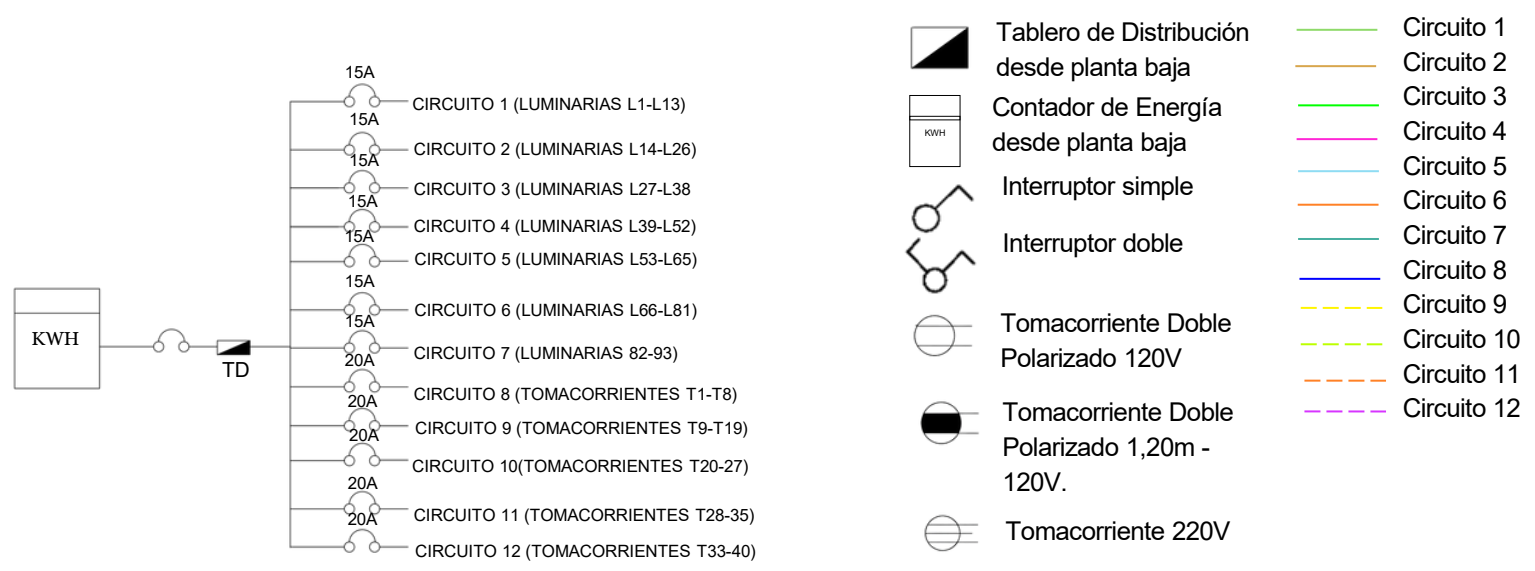 15A
CIRCUITO 1 (LUMINARIAS L1-L13)
15A
CIRCUITO 2 (LUMINARIAS L14-L26)
15A
CIRCUITO 3 (LUMINARIAS L27-L38
15A
CIRCUITO 4 (LUMINARIAS L39-L52)
15A
CIRCUITO 5 (LUMINARIAS L53-L65)
15A
CIRCUITO 6 (LUMINARIAS L66-L81)
15A
CIRCUITO 7 (LUMINARIAS 82-93)
20A
CIRCUITO 8 (TOMACORRIENTES T1-T8)
20A
CIRCUITO 9 (TOMACORRIENTES T9-T19)
20A
CIRCUITO 10(TOMACORRIENTES T20-27)
20A
CIRCUITO 11 (TOMACORRIENTES T28-35)
20A
CIRCUITO 12 (TOMACORRIENTES T33-40)
KWH
TD
Tablero de Distribución
desde planta baja
KWH
Contador de Energía
desde planta baja
Interruptor simple
Interruptor doble
Tomacorriente Doble
Polarizado 120V
Tomacorriente Doble
Polarizado 1,20m -
120V.
Tomacorriente 220V
Circuito 1
Circuito 2
Circuito 3
Circuito 4
Circuito 5
Circuito 6
Circuito 7
Circuito 8
Circuito 9
Circuito 10
Circuito 11
Circuito 12